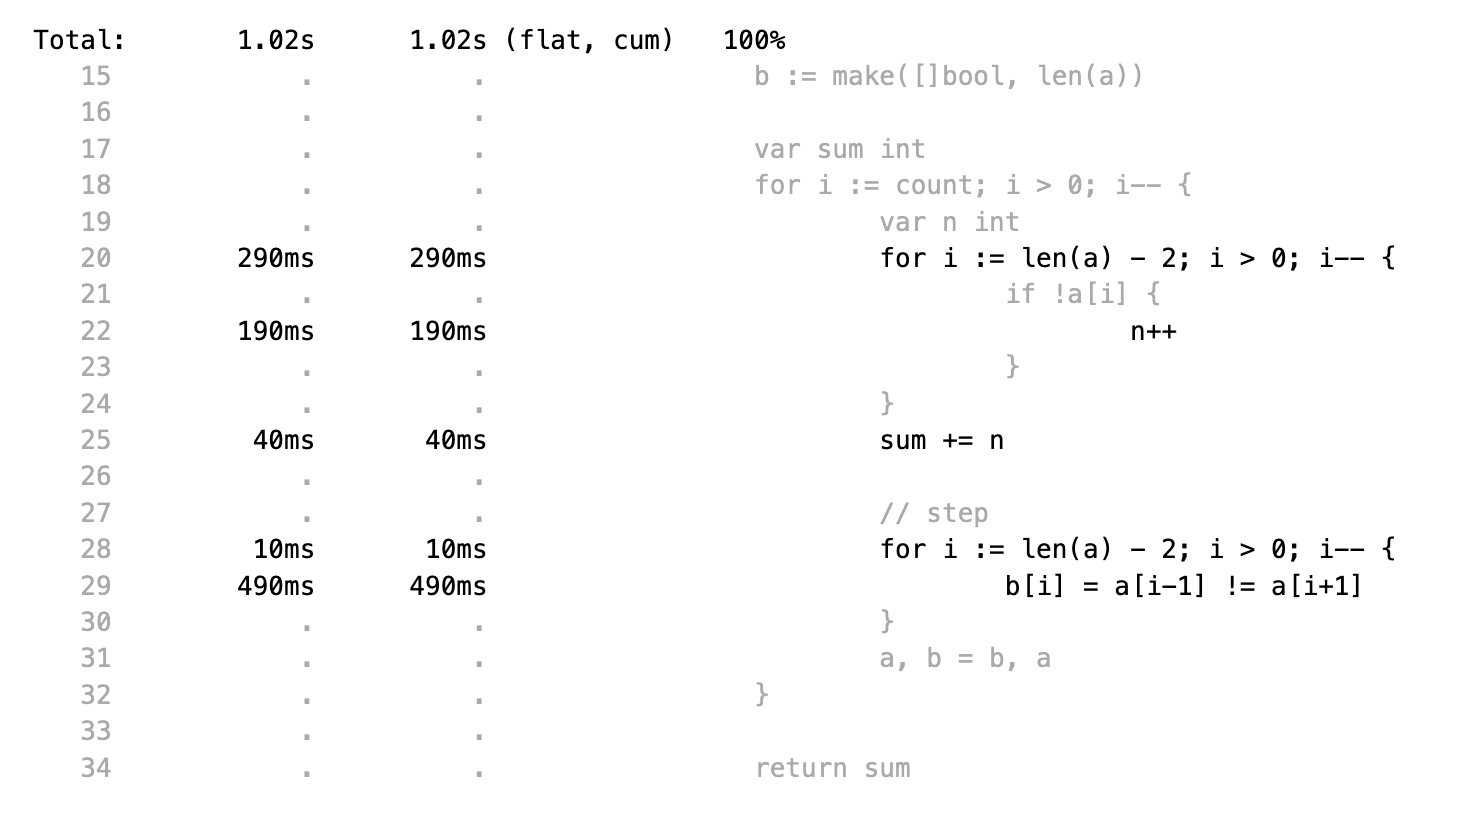 Total:       1.02s      1.02s (flat, cum)   100%
   15            .          .                 b := make([]bool, len(a))
   16            .          .
   17            .          .                 var sum int
   18            .          .                 for i := count; i > 0; i-- {
   19            .          .                         var n int
   20        290ms      290ms                         for i := len(a) - 2; i > 0; i-- {
   21            .          .                                 if !a[i] {
   22        190ms      190ms                                         n++
   23            .          .                                 }
   24            .          .                         }
   25         40ms       40ms                         sum += n
   26            .          .
   27            .          .                         // step
   28         10ms       10ms                         for i := len(a) - 2; i > 0; i-- {
   29        490ms      490ms                                 b[i] = a[i-1] != a[i+1]
   30            .          .                         }
   31            .          .                         a, b = b, a
   32            .          .                 }
   33            .          .
   34            .          .                 return sum